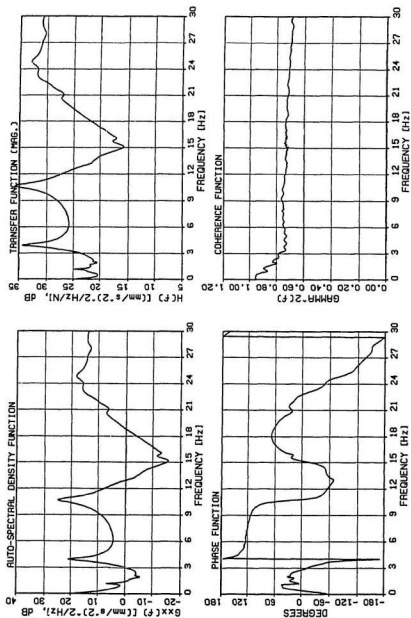 AUTO-SPECTRAL DENSITY FUNCTION
Gxx(f) [(mm/s^2)^2/Hz], dB
40
30
20
10
0
-10
-20
0 3 6 9 12 15 18 21 24 27 30
FREQUENCY [Hz]
TRANSFER FUNCTION (MAG.)
H(f) [(mm/s^2)^2/Hz/N], dB
35
30
25
20
15
10
5
0 3 6 9 12 15 18 21 24 27 30
FREQUENCY [Hz]
PHASE FUNCTION
DEGREES
180
120
60
0
-60
-120
-180
0 3 6 9 12 15 18 21 24 27 30
FREQUENCY [Hz]
COHERENCE FUNCTION
GAMMA^2(f)
1.20
1.00
0.80
0.60
0.40
0.20
0.00
0 3 6 9 12 15 18 21 24 27 30
FREQUENCY [Hz]